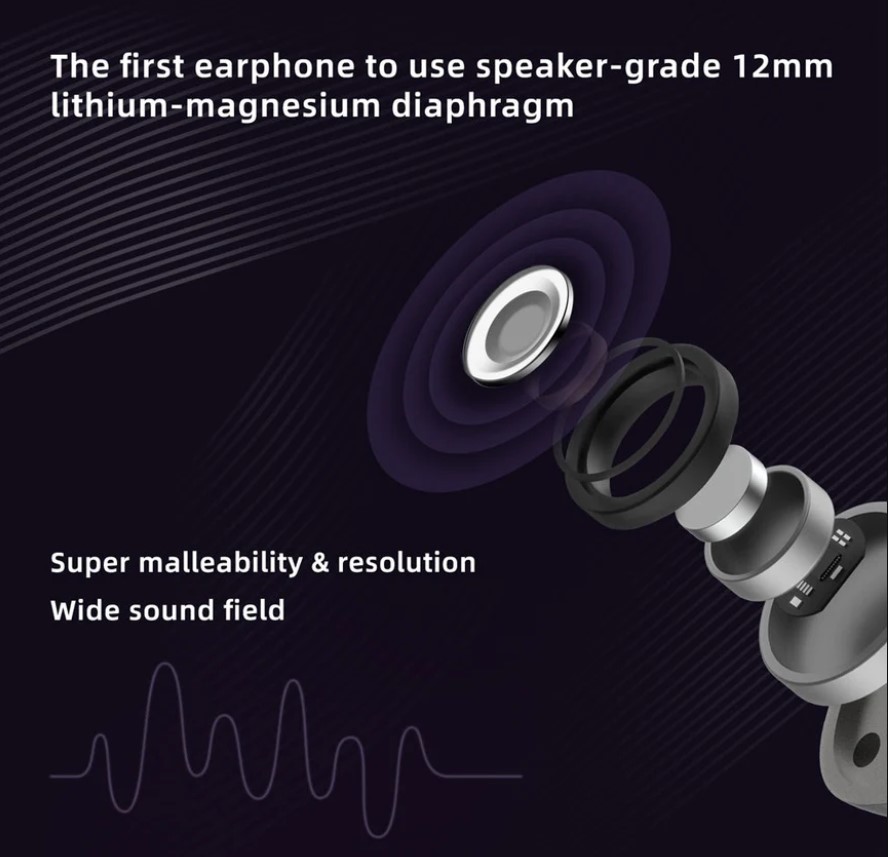 The first earphone to use speaker-grade 12mm
lithium-magnesium diaphragm
Super malleability & resolution
Wide sound field